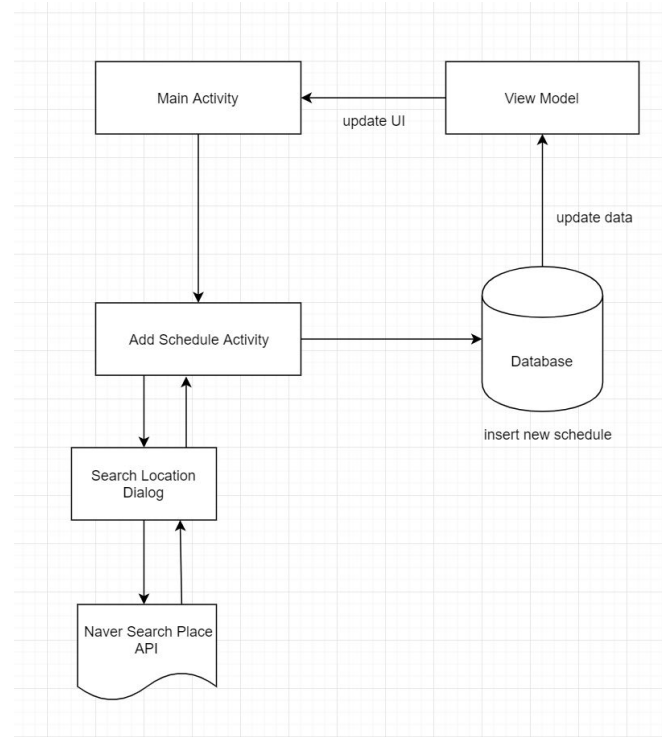 Main Activity
View Model
update UI
update data
Add Schedule Activity
Database
insert new schedule
Search Location
Dialog
Naver Search Place
API